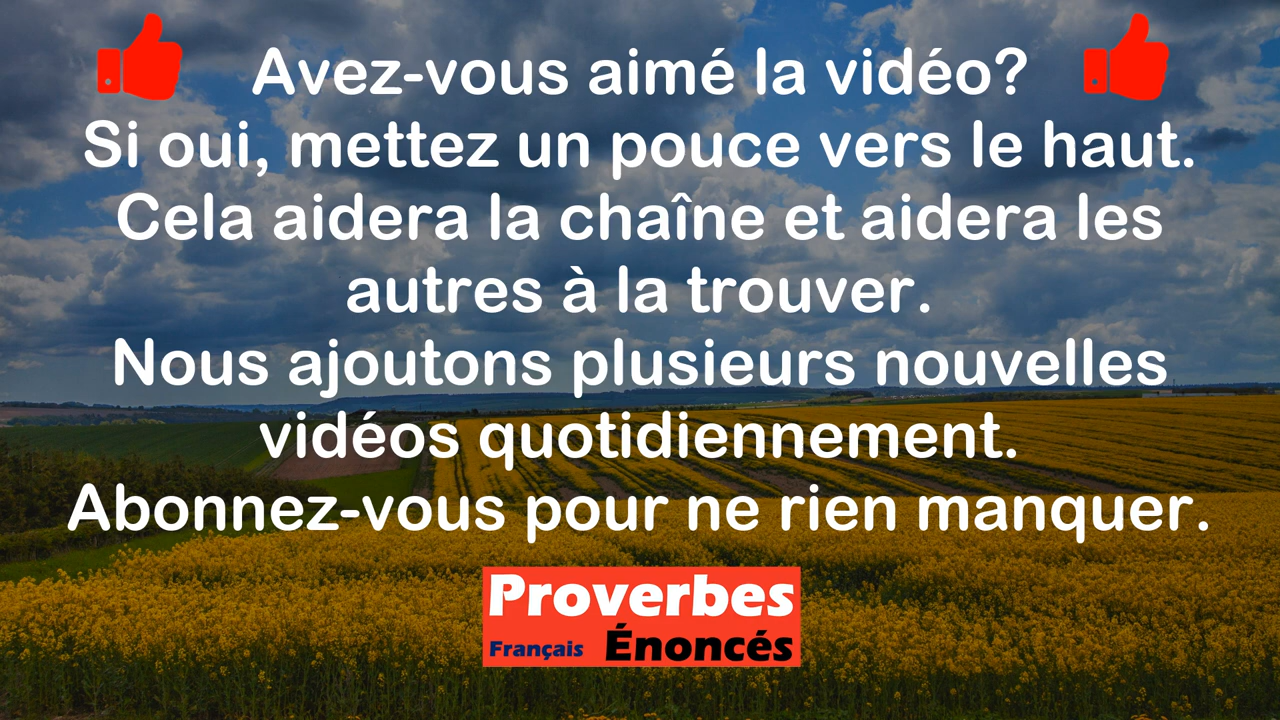 Avez-vous aimé la vidéo?
Si oui, mettez un pouce vers le haut.
Cela aidera la chaîne et aidera les
autres à la trouver.
Nous ajoutons plusieurs nouvelles
vidéos quotidiennement.
Abonnez-vous pour ne rien manquer.
Proverbes
Français Énoncés